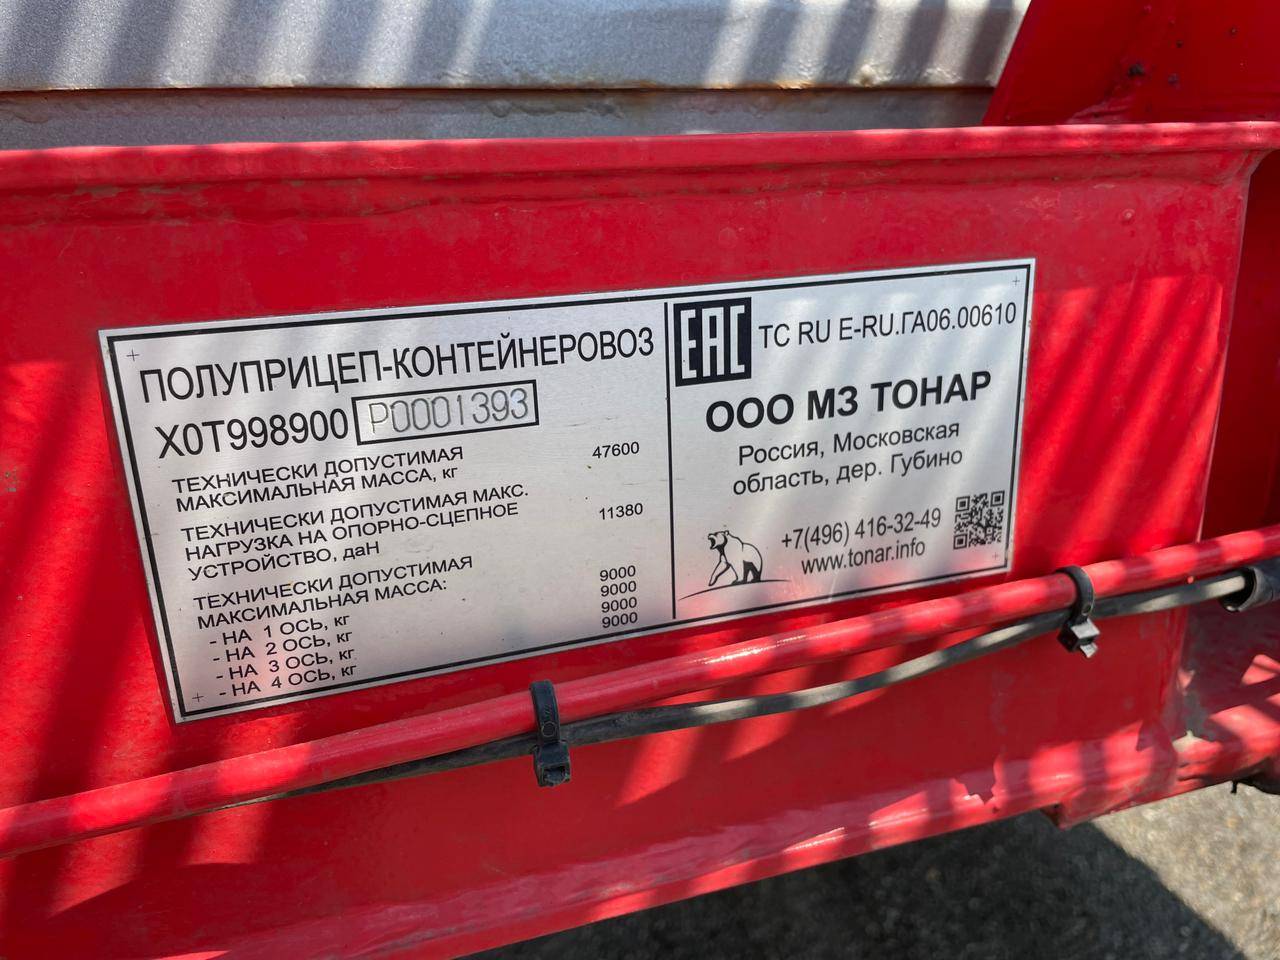 ПОЛУПРИЦЕП-КОНТЕЙНЕРОВОЗ
X0T998900 P0001393
ТЕХНИЧЕСКИ ДОПУСТИМАЯ
МАКСИМАЛЬНАЯ МАССА, кг 47600
ТЕХНИЧЕСКИ ДОПУСТИМАЯ МАКС.
НАГРУЗКА НА ОПОРНО-СЦЕПНОЕ 11380
УСТРОЙСТВО, даН
ТЕХНИЧЕСКИ ДОПУСТИМАЯ
МАКСИМАЛЬНАЯ МАССА:
- НА 1 ОСЬ, кг 9000
- НА 2 ОСЬ, кг 9000
- НА 3 ОСЬ, кг 9000
- НА 4 ОСЬ, кг 9000
EAC ТС RU E-RU.ГА06.00610
ООО МЗ ТОНАР
Россия, Московская
область, дер. Губино
+7(496) 416-32-49
www.tonar.info